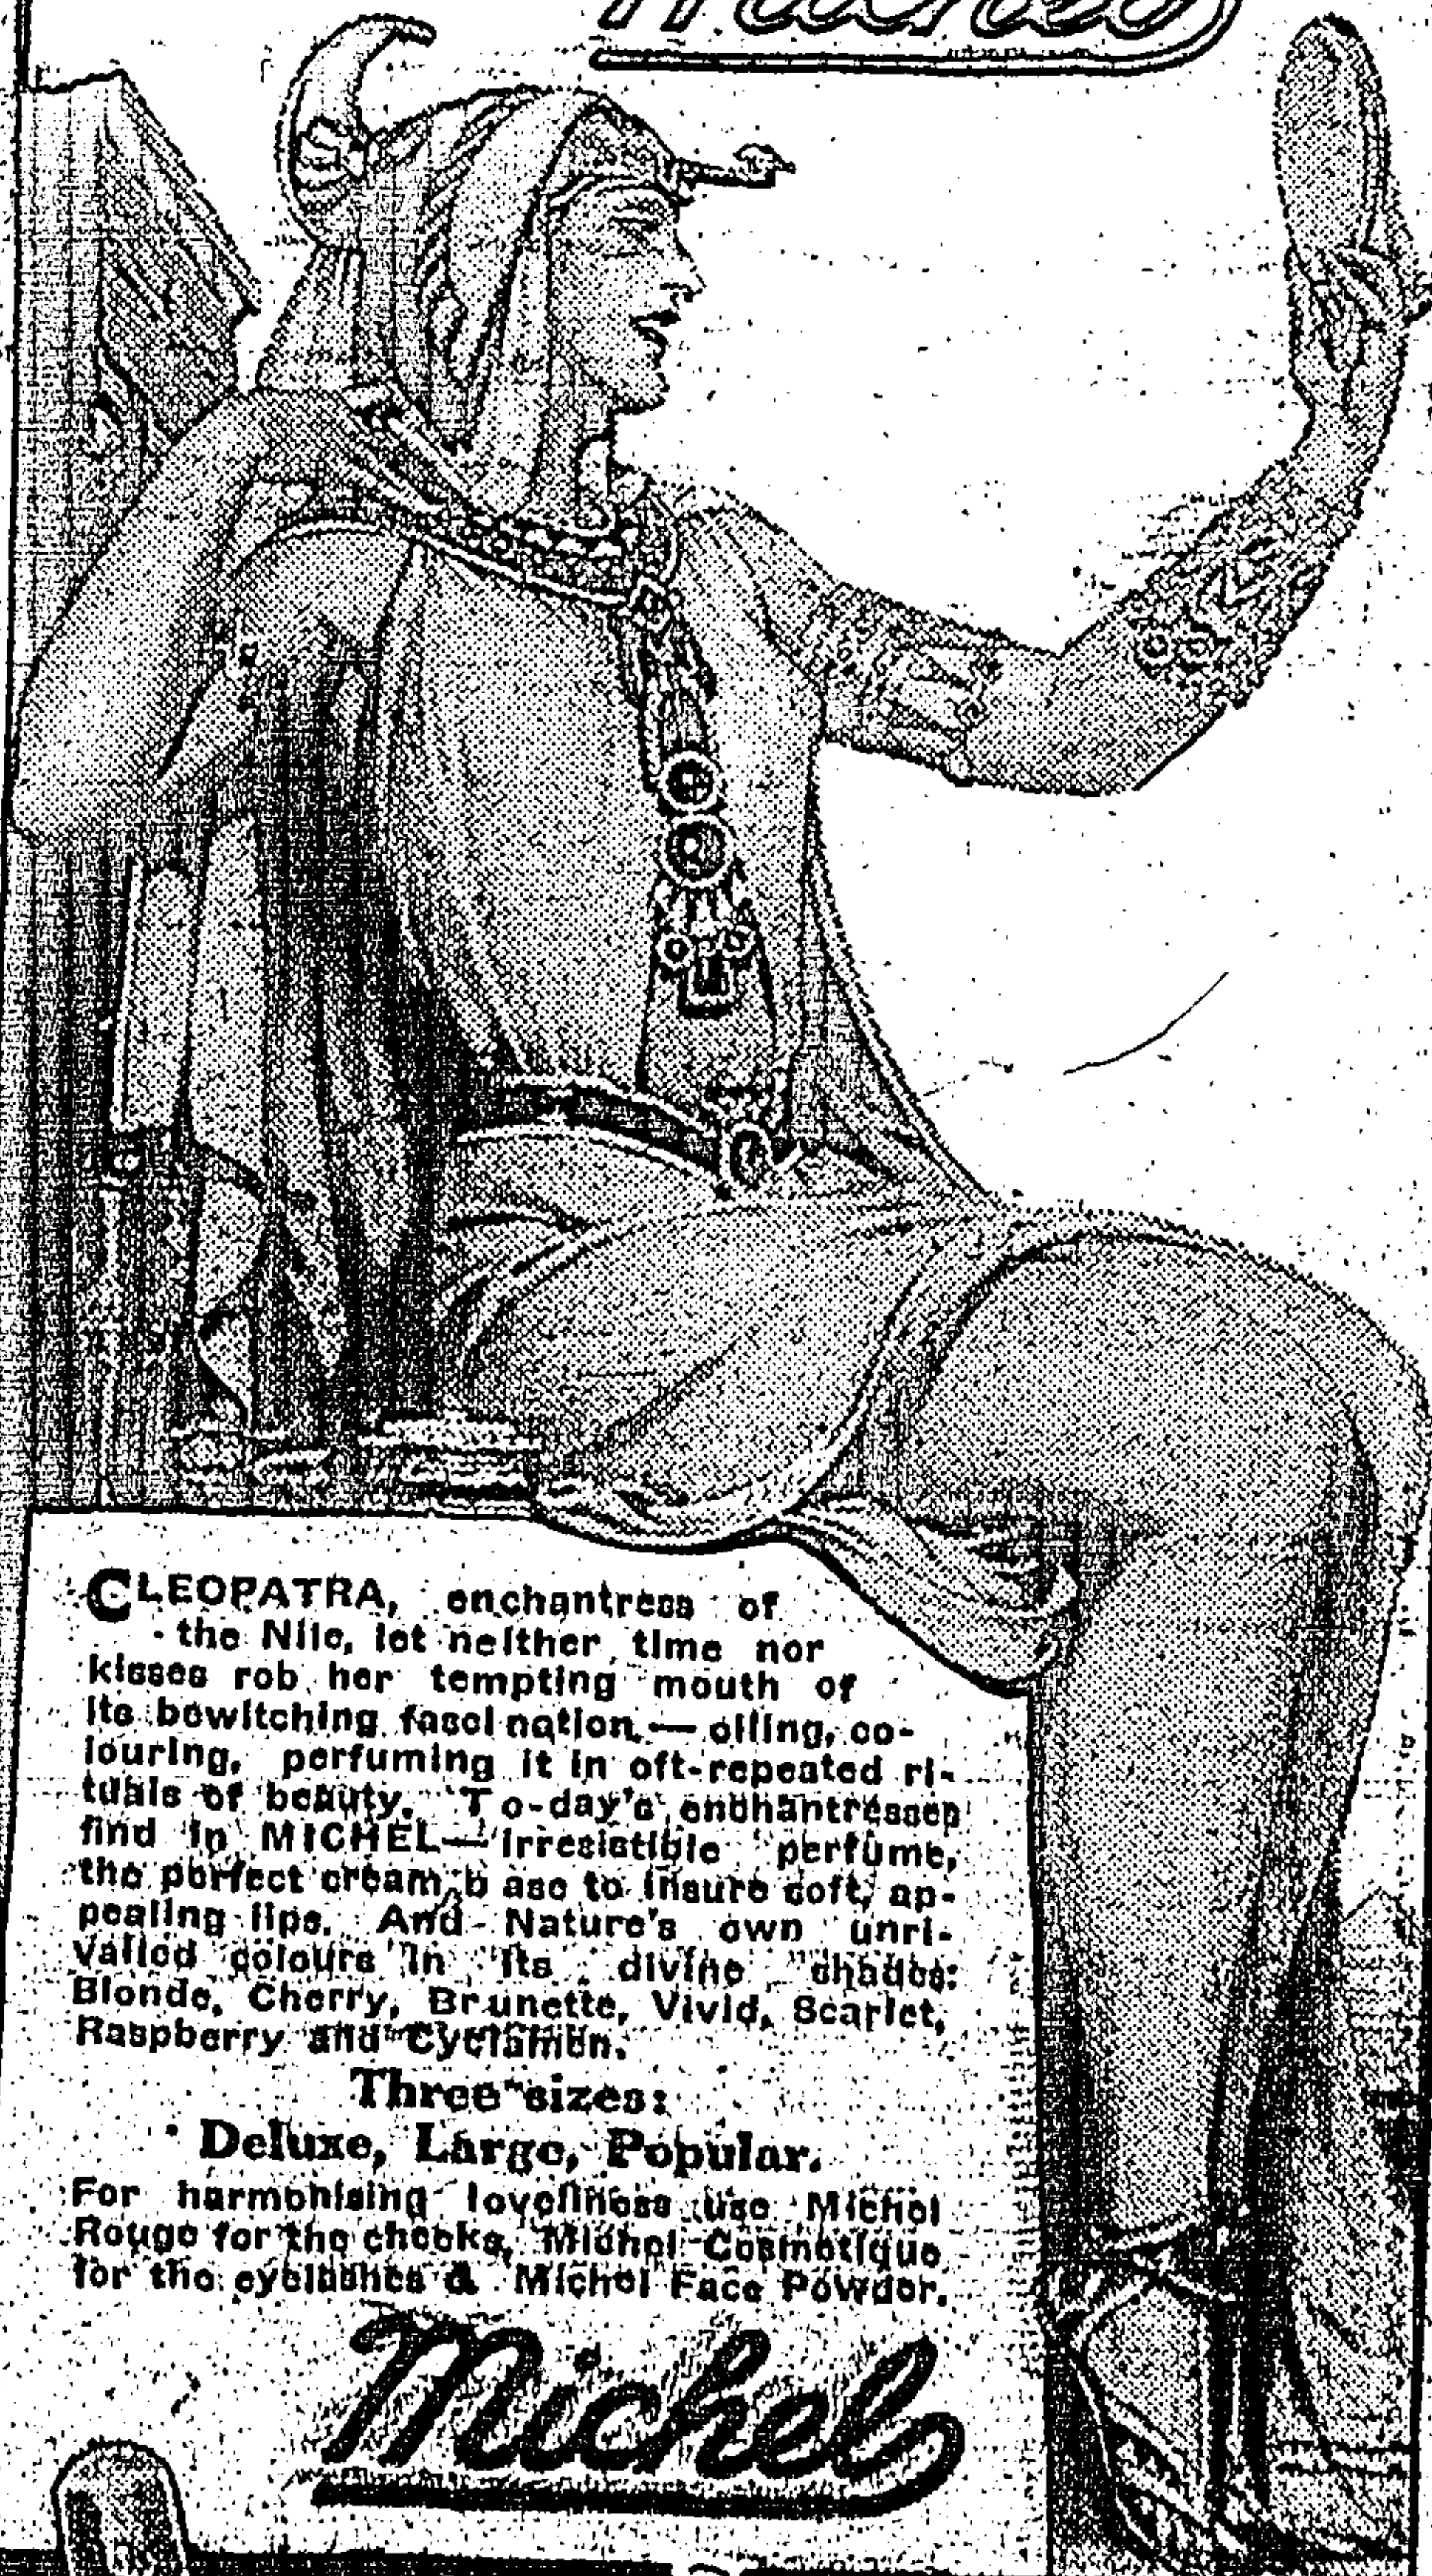 Michel
CLEOPATRA, enchantress of
the Nile, let neither time nor
kisses rob her tempting mouth of
its bewitching fascination — oiling, co-
louring, perfuming it in oft-repeated ri-
tuals of beauty. To-day's enchantresses
find in MICHEL—irresistible perfume,
the perfect cream b ase to insure soft, ap-
pealing lips. And Nature's own unri-
valled colours in its divine shades:
Blonde, Cherry, Brunette, Vivid, Scarlet,
Raspberry and Cyclamen.
Three sizes:
Deluxe, Large, Popular.
For harmonising loveliness use Michel
Rouge for the cheeks, Michel Cosmetique
for the eyelashes & Michel Face Powder.
Michel